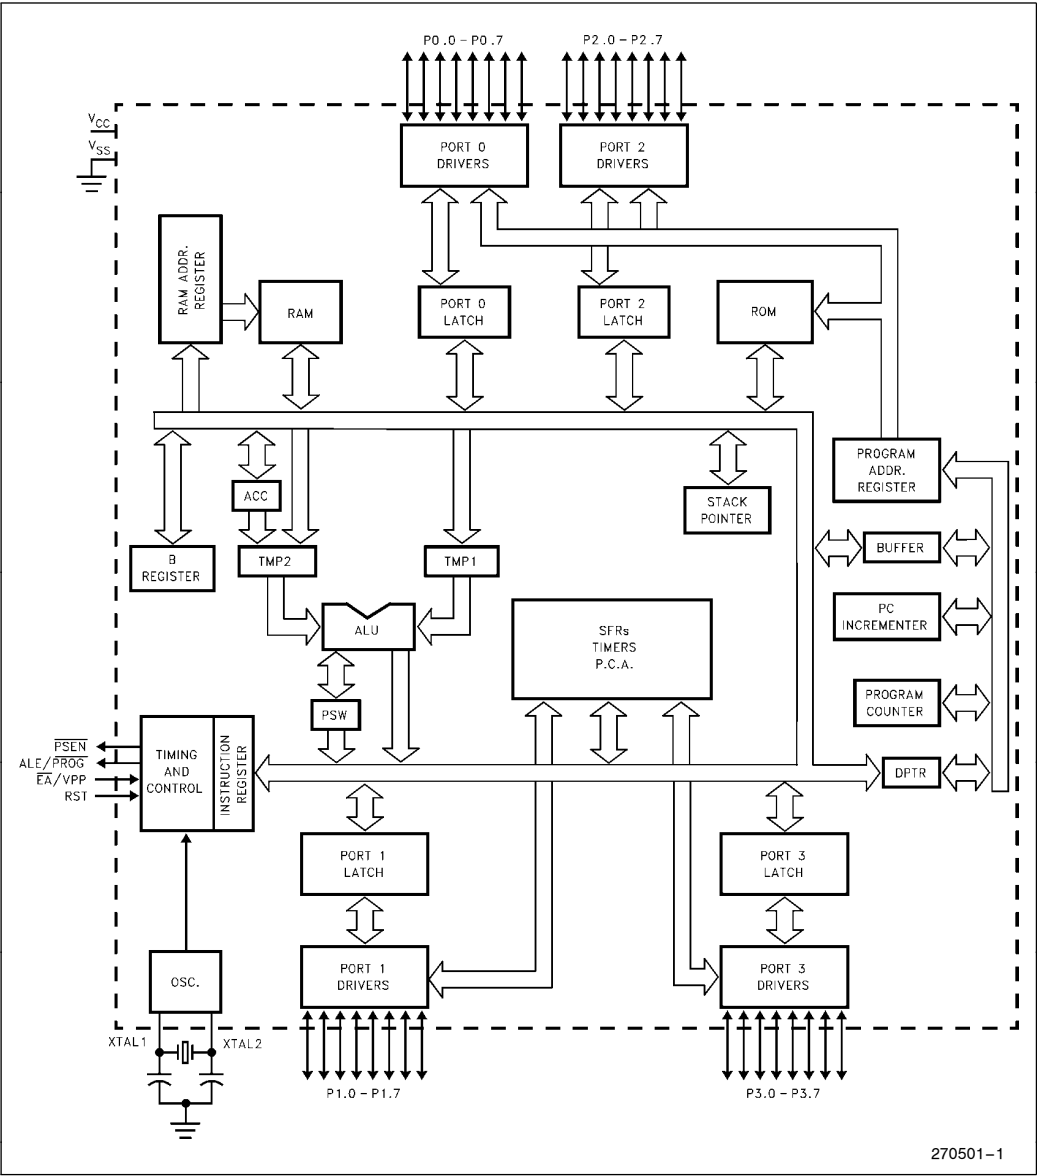 P0.0 – P0.7
P2.0 – P2.7
VCC
VSS
PORT 0
DRIVERS
PORT 2
DRIVERS
RAM ADDR.
REGISTER
RAM
PORT 0
LATCH
PORT 2
LATCH
ROM
PROGRAM
ADDR.
REGISTER
ACC
STACK
POINTER
B
REGISTER
TMP2
TMP1
BUFFER
ALU
SFRs
TIMERS
P.C.A.
PC
INCREMENTER
PSW
PROGRAM
COUNTER
PSEN
ALE/PROG
EA/VPP
RST
TIMING
AND
CONTROL
INSTRUCTION
REGISTER
DPTR
PORT 1
LATCH
PORT 3
LATCH
OSC.
PORT 1
DRIVERS
PORT 3
DRIVERS
XTAL1
XTAL2
P1.0 – P1.7
P3.0 – P3.7
270501–1